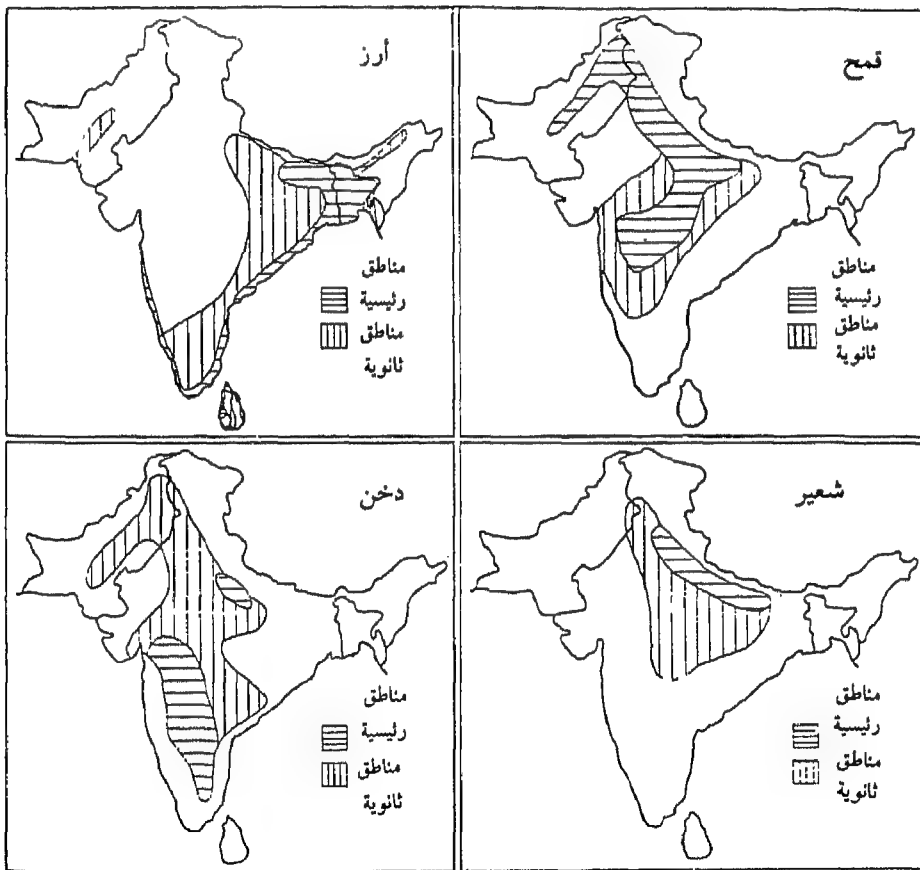 أرز
مناطق
رئيسية
مناطق
ثانوية
قمح
مناطق
رئيسية
مناطق
ثانوية
دخن
مناطق
رئيسية
مناطق
ثانوية
شعير
مناطق
رئيسية
مناطق
ثانوية